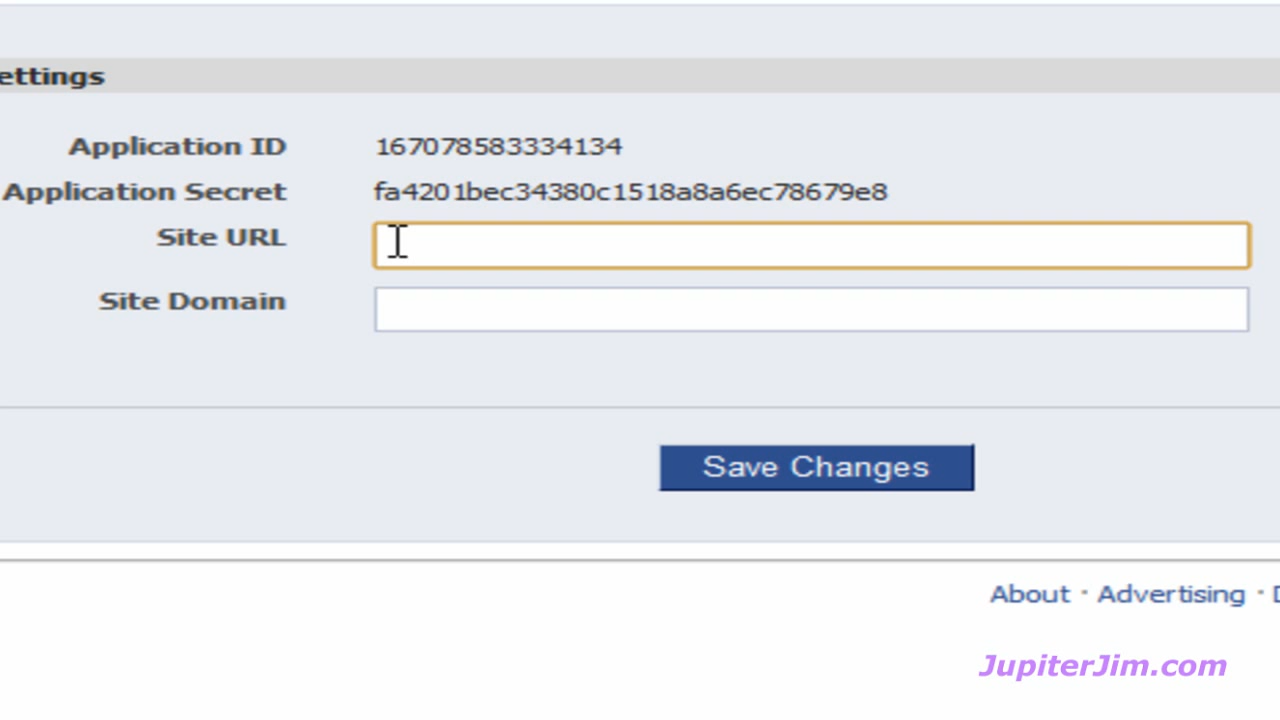 ettings
Application ID 167078583334134
Application Secret fa4201bec34380c1518a8a6ec78679e8
Site URL
Site Domain
Save Changes
About · Advertising · D
JupiterJim.com